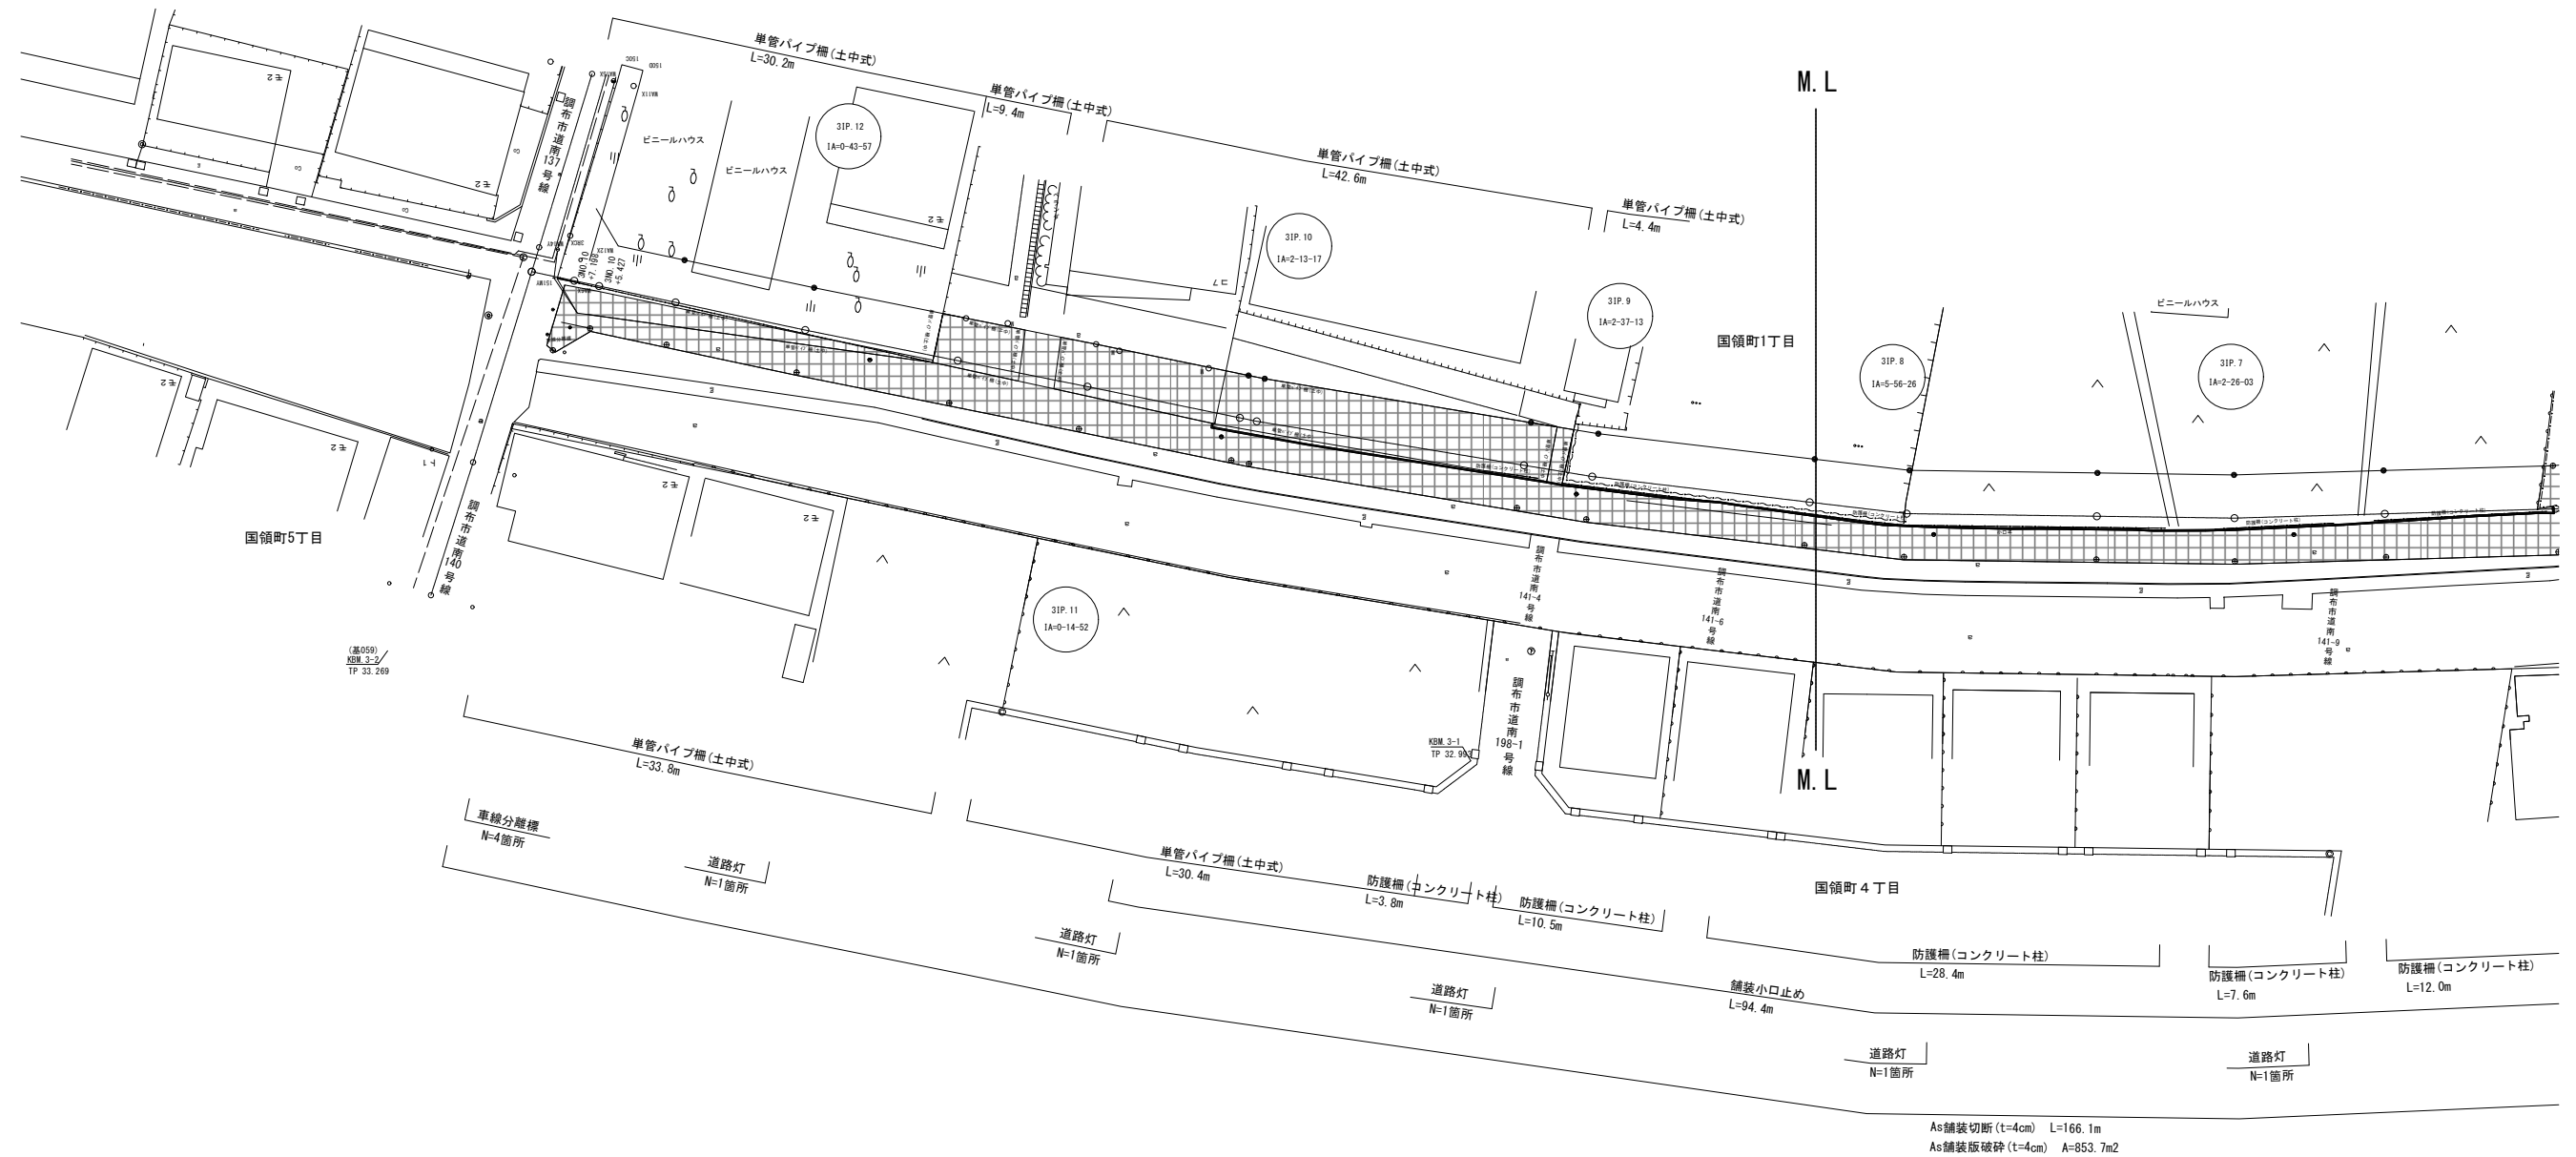 単管パイプ柵(土中式)
L=30.2m
単管パイプ柵(土中式)
L=9.4m
単管パイプ柵(土中式)
L=42.6m
単管パイプ柵(土中式)
L=4.4m
M.L
3IP.12
IA=0-43-57
3IP.10
IA=2-13-17
3IP.9
IA=2-37-13
3IP.8
IA=5-56-26
3IP.7
IA=2-26-03
3IP.11
IA=0-14-52
ビニールハウス
ビニールハウス
ビニールハウス
調布市道南137号線
3NO.10
+7.198
3NO.10
+5.427
国領町1丁目
国領町5丁目
調布市道南140号線
調布市道南141-4号線
調布市道南141-6号線
調布市道南141-9号線
調布市道南198-1号線
(基059)
KBM.3-2
TP 33.269
KBM.3-1
TP 32.993
M.L
国領町４丁目
単管パイプ柵(土中式)
L=33.8m
車線分離標
N=4箇所
道路灯
N=1箇所
単管パイプ柵(土中式)
L=30.4m
防護柵(コンクリート柱)
L=3.8m
防護柵(コンクリート柱)
L=10.5m
道路灯
N=1箇所
防護柵(コンクリート柱)
L=28.4m
防護柵(コンクリート柱)
L=7.6m
防護柵(コンクリート柱)
L=12.0m
道路灯
N=1箇所
舗装小口止め
L=94.4m
道路灯
N=1箇所
道路灯
N=1箇所
As舗装切断(t=4cm) L=166.1m
As舗装版破砕(t=4cm) A=853.7m2